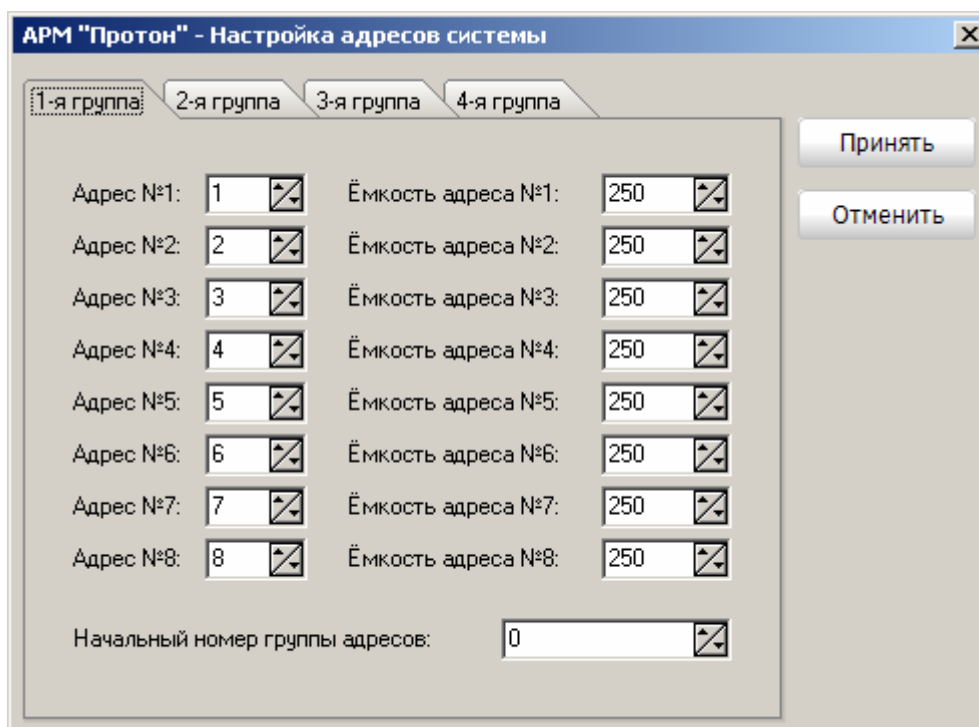 АРМ "Протон" - Настройка адресов системы
1-я группа 2-я группа 3-я группа 4-я группа
Принять
Отменить
Адрес №1: 1 Ёмкость адреса №1: 250
Адрес №2: 2 Ёмкость адреса №2: 250
Адрес №3: 3 Ёмкость адреса №3: 250
Адрес №4: 4 Ёмкость адреса №4: 250
Адрес №5: 5 Ёмкость адреса №5: 250
Адрес №6: 6 Ёмкость адреса №6: 250
Адрес №7: 7 Ёмкость адреса №7: 250
Адрес №8: 8 Ёмкость адреса №8: 250
Начальный номер группы адресов: 0